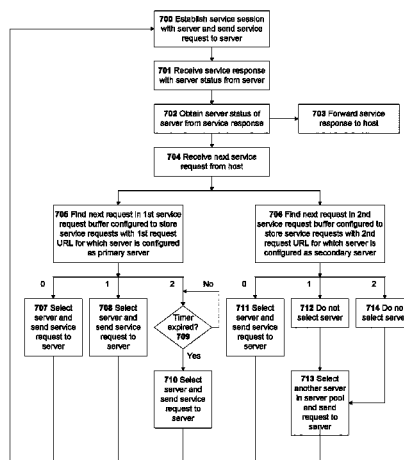 700 Establish service session
with server and send service
request to server
701 Receive service response
with server status from server
702 Obtain server status of
server from service response
703 Forward service
response to host
704 Receive next service
request from host
705 Find next request in 1st service
request buffer configured to store
service requests with 1st request
URL for which server is configured
as primary server
706 Find next request in 2nd
service request buffer configured to
store service requests with 2nd
request URL for which server is
configured as secondary server
0
1
2
No
0
1
2
707 Select
server and
send service
request to
server
708 Select
server and
send service
request to
server
Timer
expired?
709
711 Select
server and
send service
request to
server
712 Do not
select server
714 Do no
select serve
Yes
710 Select
server and
send service
request to
server
713 Select
another server
in server pool
and send
request to
server